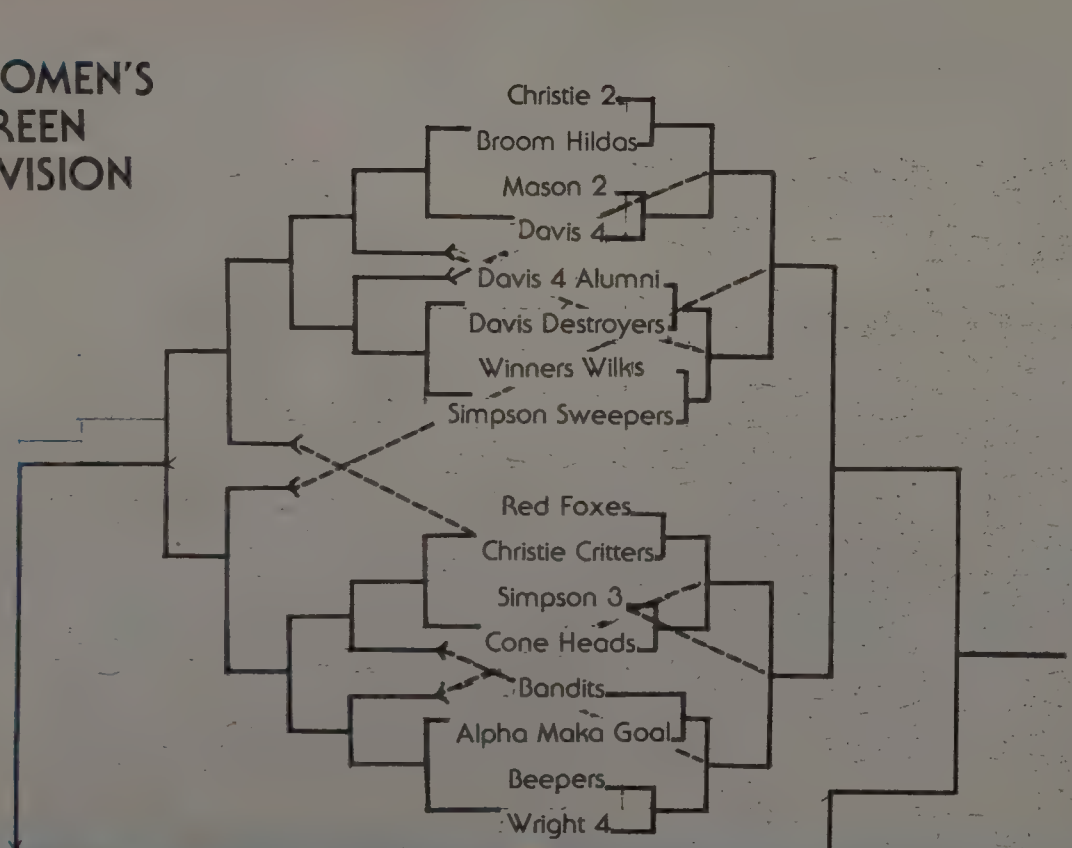 OMEN'S
REEN
VISION
Christie 2
Broom Hildas
Mason 2
Davis 4
Davis 4 Alumni
Davis Destroyers
Winners Wilkis
Simpson Sweepers
Red Foxes
Christie Critters
Simpson 3
Cone Heads
Bandits
Alpha Maka Goal
Beepers
Wright 4